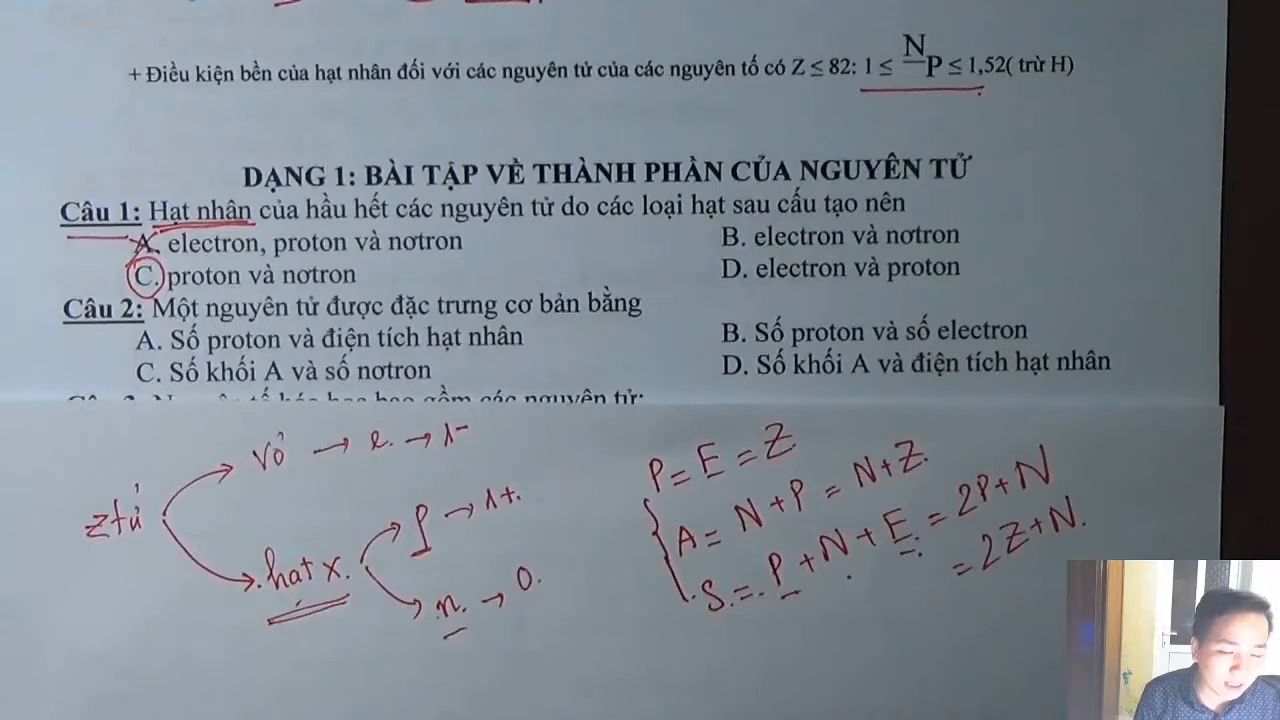 + Điều kiện bền của hạt nhân đối với các nguyên tử của các nguyên tố có Z ≤ 82: 1 ≤ N/P ≤ 1,52( trừ H)
DẠNG 1: BÀI TẬP VỀ THÀNH PHẦN CỦA NGUYÊN TỬ
Câu 1: Hạt nhân của hầu hết các nguyên tử do các loại hạt sau cấu tạo nên
A. electron, proton và nơtron
B. electron và nơtron
C. proton và nơtron
D. electron và proton
Câu 2: Một nguyên tử được đặc trưng cơ bản bằng
A. Số proton và điện tích hạt nhân
B. Số proton và số electron
C. Số khối A và số nơtron
D. Số khối A và điện tích hạt nhân
vỏ → e. → 1-
p → 1+.
n. → 0.
P = E = Z
A = N + P = N + Z.
S = P + N + E = 2P + N
= 2Z + N.